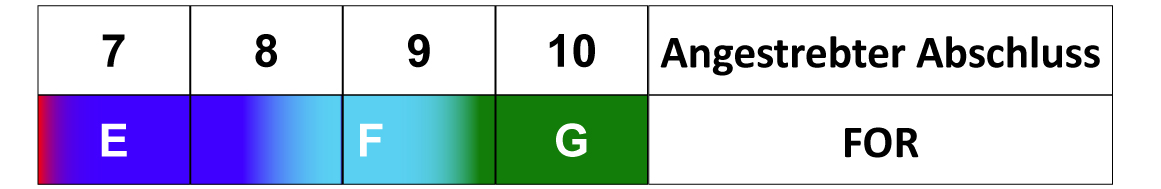 7 8 9 10 Angestrebter Abschluss
E F G FOR